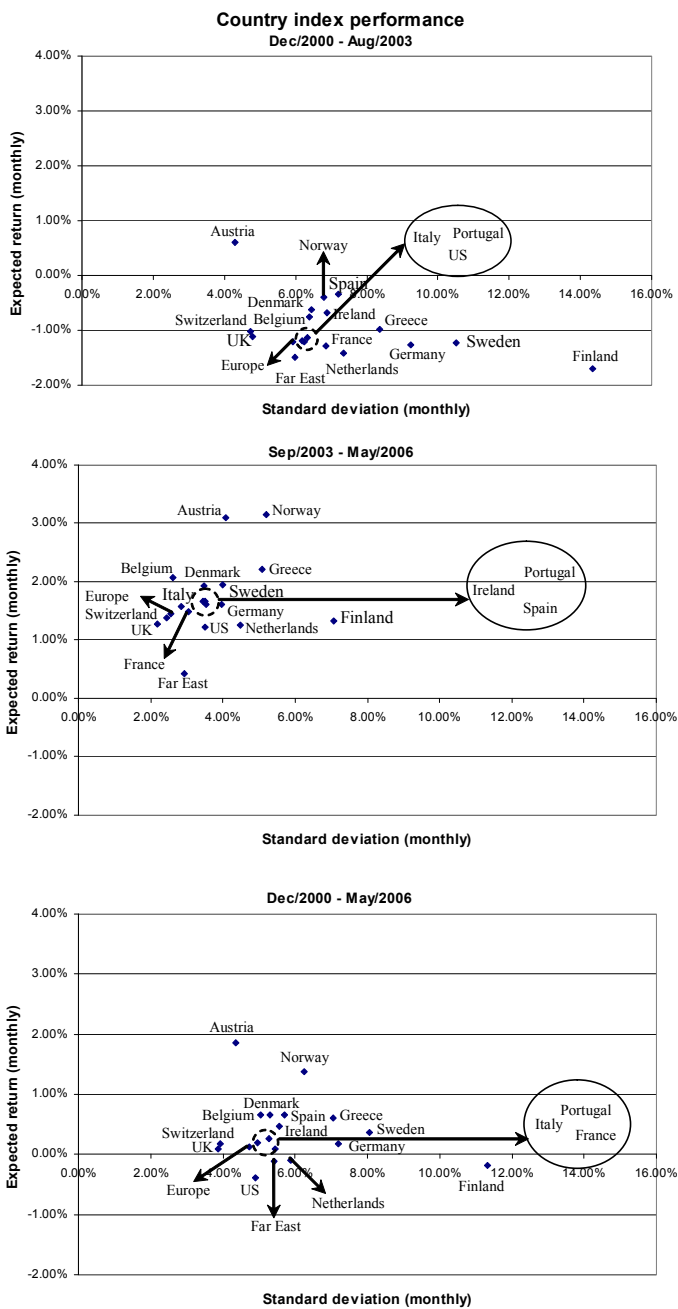 Country index performance
Dec/2000 - Aug/2003
4.00%
3.00%
2.00%
1.00%
0.00%
-1.00%
-2.00%
0.00% 2.00% 4.00% 6.00% 8.00% 10.00% 12.00% 14.00% 16.00%
Expected return (monthly)
Austria
Norway
Italy Portugal
US
Spain
Denmark
Ireland
Switzerland Belgium
Greece
UK
France
Sweden
Europe
Germany
Finland
Far East
Netherlands
Standard deviation (monthly)
Sep/2003 - May/2006
4.00%
3.00%
2.00%
1.00%
0.00%
-1.00%
-2.00%
0.00% 2.00% 4.00% 6.00% 8.00% 10.00% 12.00% 14.00% 16.00%
Expected return (monthly)
Austria
Norway
Belgium
Denmark
Greece
Portugal
Ireland
Spain
Europe
Italy
Sweden
Switzerland
Germany
UK
US
Netherlands
Finland
France
Far East
Standard deviation (monthly)
Dec/2000 - May/2006
4.00%
3.00%
2.00%
1.00%
0.00%
-1.00%
-2.00%
0.00% 2.00% 4.00% 6.00% 8.00% 10.00% 12.00% 14.00% 16.00%
Expected return (monthly)
Austria
Norway
Denmark
Belgium
Spain
Greece
Portugal
Italy
France
Switzerland
Ireland
Sweden
UK
Germany
Europe
US
Netherlands
Finland
Far East
Standard deviation (monthly)